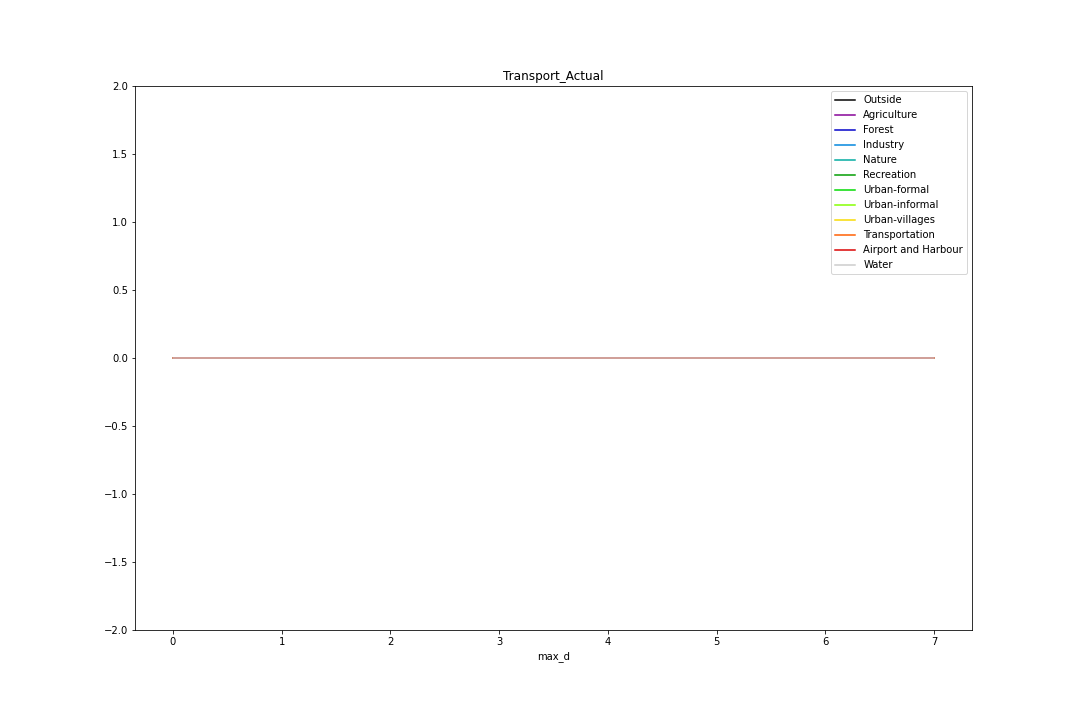 Transport_Actual
2.0
1.5
1.0
0.5
0.0
−0.5
−1.0
−1.5
−2.0
Outside
Agriculture
Forest
Industry
Nature
Recreation
Urban-formal
Urban-informal
Urban-villages
Transportation
Airport and Harbour
Water
0 1 2 3 4 5 6 7
max_d